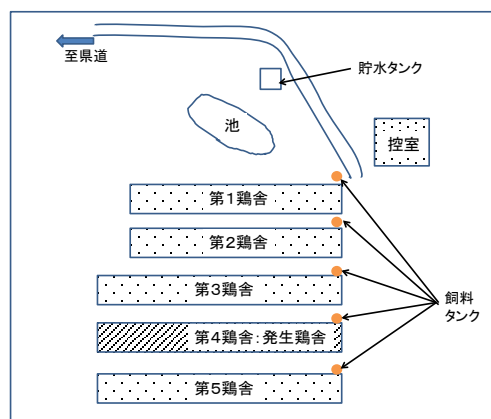 至県道
貯水タンク
池
控室
第1鶏舎
第2鶏舎
第3鶏舎
第4鶏舎:発生鶏舎
第5鶏舎
飼料
タンク